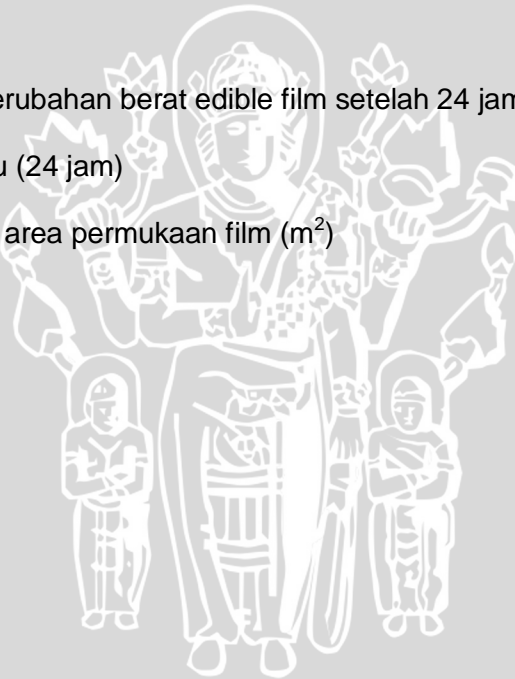 erubahan berat edible film setelah 24 jam
u (24 jam)
area permukaan film (m²)